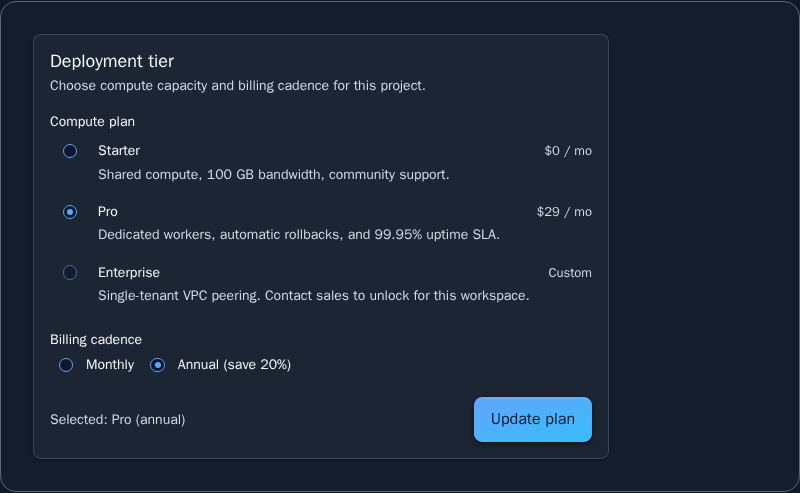 Deployment tier
Choose compute capacity and billing cadence for this project.
Compute plan
Starter $0 / mo
Shared compute, 100 GB bandwidth, community support.
Pro $29 / mo
Dedicated workers, automatic rollbacks, and 99.95% uptime SLA.
Enterprise Custom
Single-tenant VPC peering. Contact sales to unlock for this workspace.
Billing cadence
Monthly Annual (save 20%)
Selected: Pro (annual) Update plan